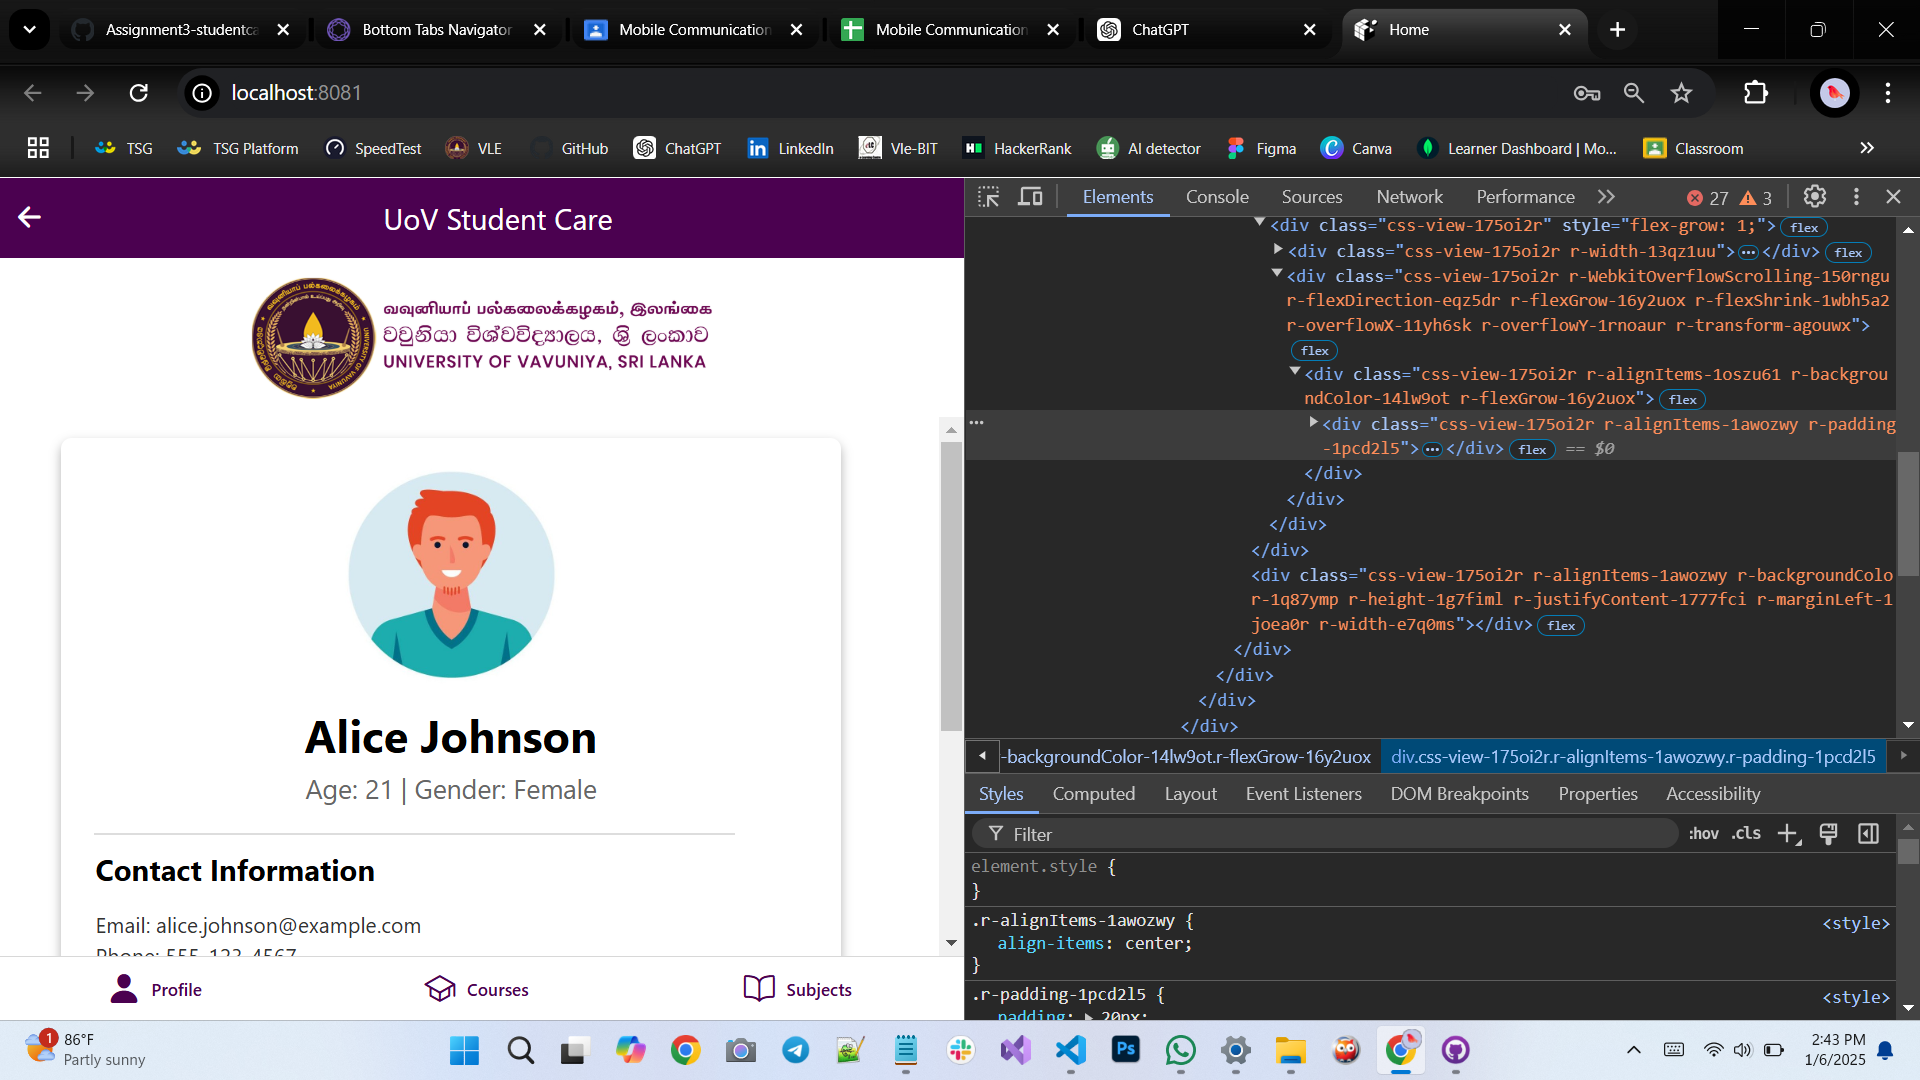 Assignment3-studentca
Bottom Tabs Navigator
Mobile Communication
Mobile Communication
ChatGPT
Home
localhost:8081
TSG
TSG Platform
SpeedTest
VLE
GitHub
ChatGPT
LinkedIn
Vle-BIT
HackerRank
AI detector
Figma
Canva
Learner Dashboard | Mo...
Classroom
UoV Student Care
வவுனியாப் பல்கலைக்கழகம், இலங்கை
වවුනියා විශ්වවිද්‍යාලය, ශ්‍රී ලංකාව
UNIVERSITY OF VAVUNIYA, SRI LANKA
Alice Johnson
Age: 21 | Gender: Female
Contact Information
Email: alice.johnson@example.com
Phone: 555-123-4567
Profile
Courses
Subjects
Elements
Console
Sources
Network
Performance
27
3
<div class="css-view-175oi2r" style="flex-grow: 1;"> flex
<div class="css-view-175oi2r r-width-13qz1uu"> ••• </div> flex
<div class="css-view-175oi2r r-WebkitOverflowScrolling-150rngu
r-flexDirection-eqz5dr r-flexGrow-16y2uox r-flexShrink-1wbh5a2
r-overflowX-11yh6sk r-overflowY-1rnoaur r-transform-agouwx">
flex
<div class="css-view-175oi2r r-alignItems-1oszu61 r-backgrou
ndColor-14lw9ot r-flexGrow-16y2uox"> flex
<div class="css-view-175oi2r r-alignItems-1awozwy r-padding
-1pcd2l5"> ••• </div> flex == $0
</div>
</div>
</div>
</div>
<div class="css-view-175oi2r r-alignItems-1awozwy r-backgroundColo
r-1q87ymp r-height-1g7fiml r-justifyContent-1777fci r-marginLeft-1
joea0r r-width-e7q0ms"></div> flex
</div>
</div>
</div>
</div>
-backgroundColor-14lw9ot.r-flexGrow-16y2uox
div.css-view-175oi2r.r-alignItems-1awozwy.r-padding-1pcd2l5
Styles
Computed
Layout
Event Listeners
DOM Breakpoints
Properties
Accessibility
Filter
:hov .cls
element.style {
}
.r-alignItems-1awozwy {
<style>
align-items: center;
}
.r-padding-1pcd2l5 {
<style>
padding: 20px;
1
86°F
Partly sunny
Ps
2:43 PM
1/6/2025